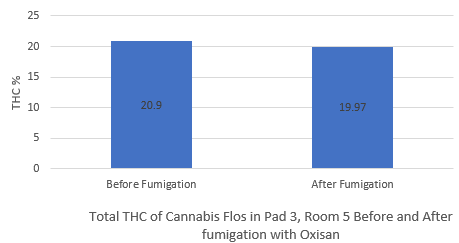 25
20
15
10
5
0
THC %
20.9
19.97
Before Fumigation
After Fumigation
Total THC of Cannabis Flos in Pad 3, Room 5 Before and After
fumigation with Oxisan